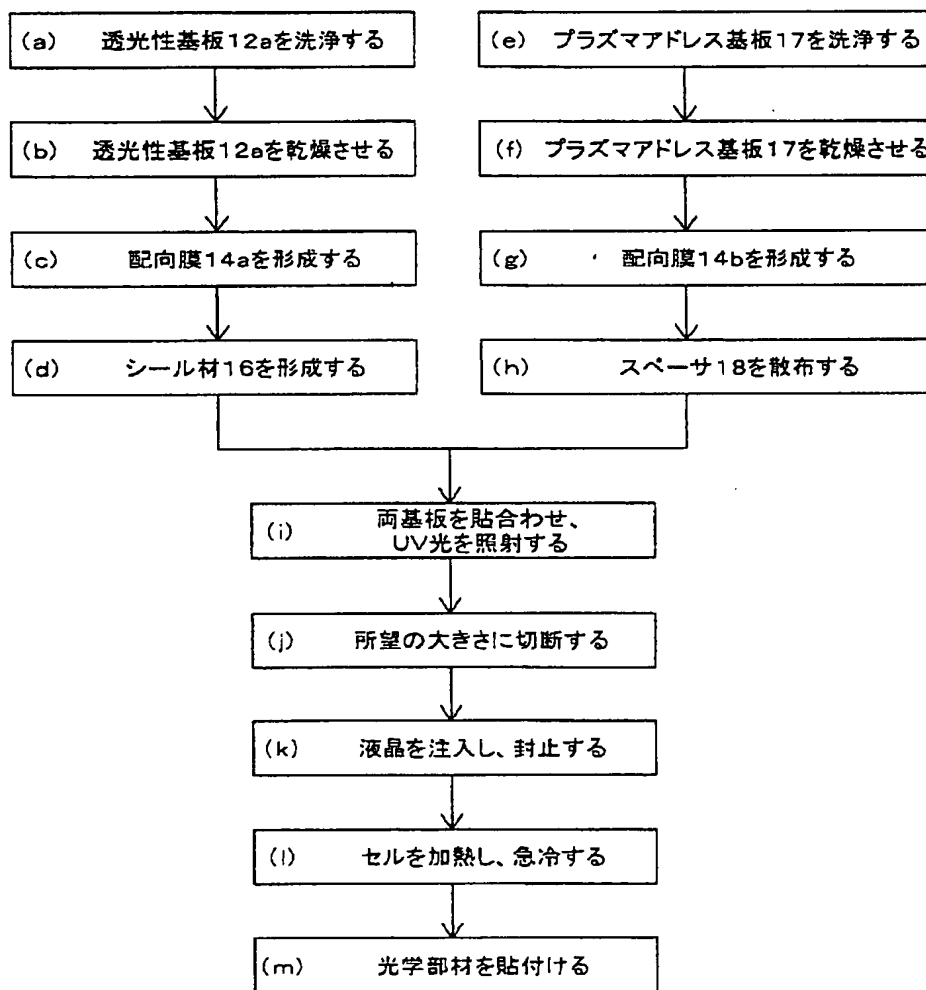 (a) 透光性基板12aを洗浄する
(b) 透光性基板12aを乾燥させる
(c) 配向膜14aを形成する
(d) シール材16を形成する
(e) プラズマアドレス基板17を洗浄する
(f) プラズマアドレス基板17を乾燥させる
(g) 配向膜14bを形成する
(h) スペーサ18を散布する
(i) 両基板を貼合わせ、
UV光を照射する
(j) 所望の大きさに切断する
(k) 液晶を注入し、封止する
(l) セルを加熱し、急冷する
(m) 光学部材を貼付ける